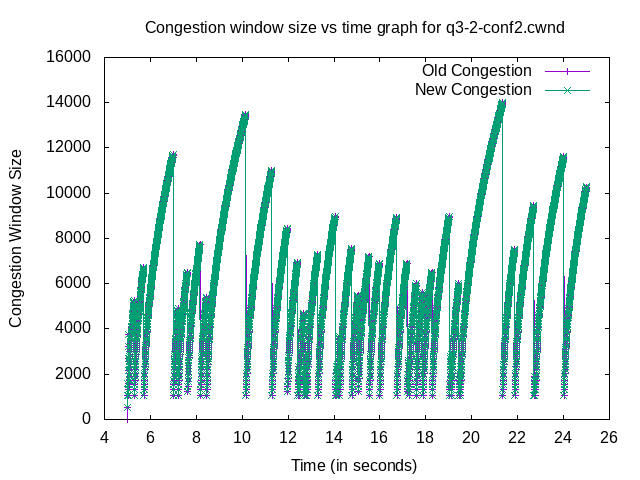 Congestion window size vs time graph for q3-2-conf2.cwnd
Old Congestion
New Congestion
Congestion Window Size
16000
14000
12000
10000
8000
6000
4000
2000
0
4 6 8 10 12 14 16 18 20 22 24 26
Time (in seconds)